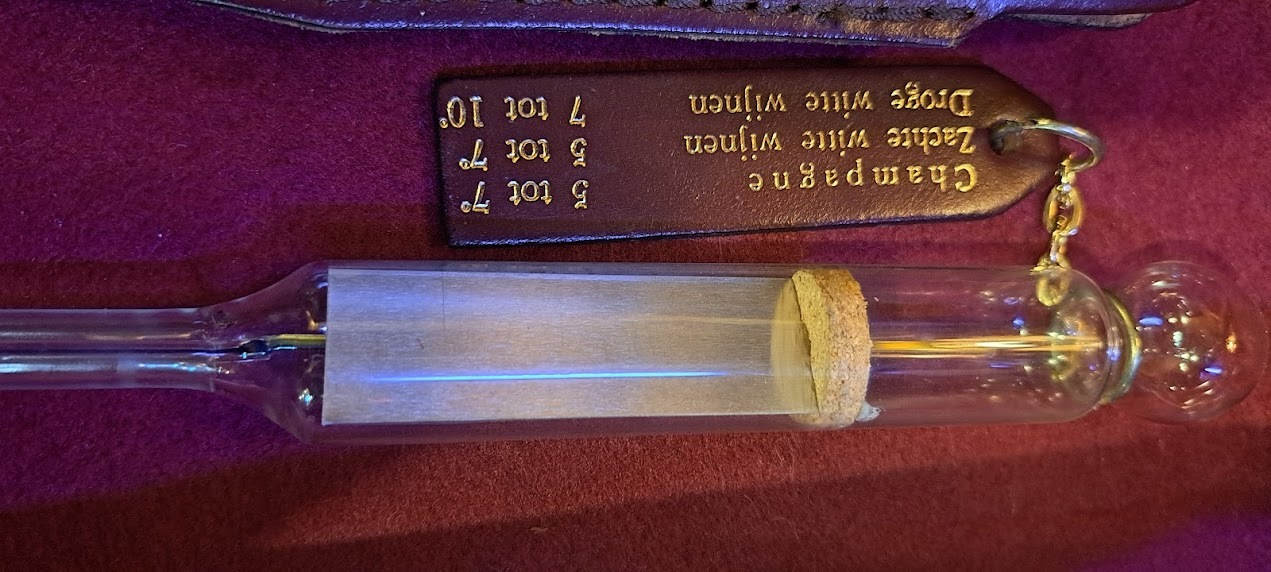 Champagne 5 tot 7°
Zachte witte wijnen 5 tot 7°
Droge witte wijnen 7 tot 10°